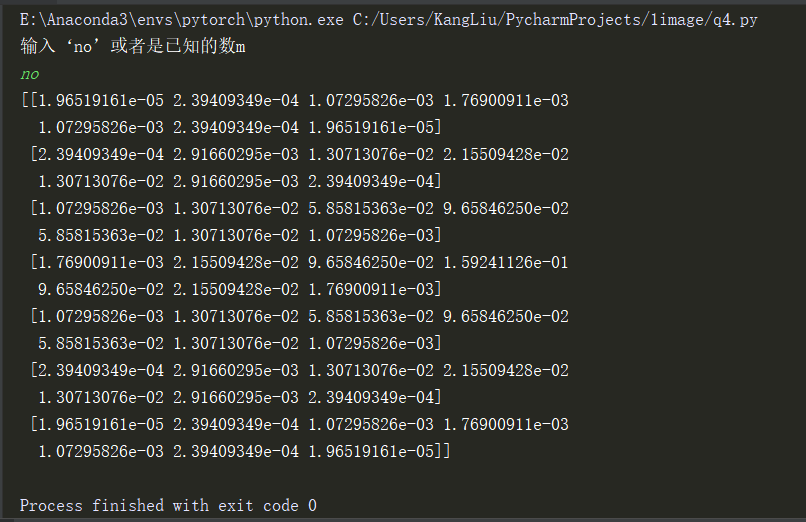 E:\Anaconda3\envs\pytorch\python.exe C:/Users/KangLiu/PycharmProjects/1image/q4.py
输入‘no’或者是已知的数m
no
[[1.96519161e-05 2.39409349e-04 1.07295826e-03 1.76900911e-03
1.07295826e-03 2.39409349e-04 1.96519161e-05]
[2.39409349e-04 2.91660295e-03 1.30713076e-02 2.15509428e-02
1.30713076e-02 2.91660295e-03 2.39409349e-04]
[1.07295826e-03 1.30713076e-02 5.85815363e-02 9.65846250e-02
5.85815363e-02 1.30713076e-02 1.07295826e-03]
[1.76900911e-03 2.15509428e-02 9.65846250e-02 1.59241126e-01
9.65846250e-02 2.15509428e-02 1.76900911e-03]
[1.07295826e-03 1.30713076e-02 5.85815363e-02 9.65846250e-02
5.85815363e-02 1.30713076e-02 1.07295826e-03]
[2.39409349e-04 2.91660295e-03 1.30713076e-02 2.15509428e-02
1.30713076e-02 2.91660295e-03 2.39409349e-04]
[1.96519161e-05 2.39409349e-04 1.07295826e-03 1.76900911e-03
1.07295826e-03 2.39409349e-04 1.96519161e-05]]
Process finished with exit code 0